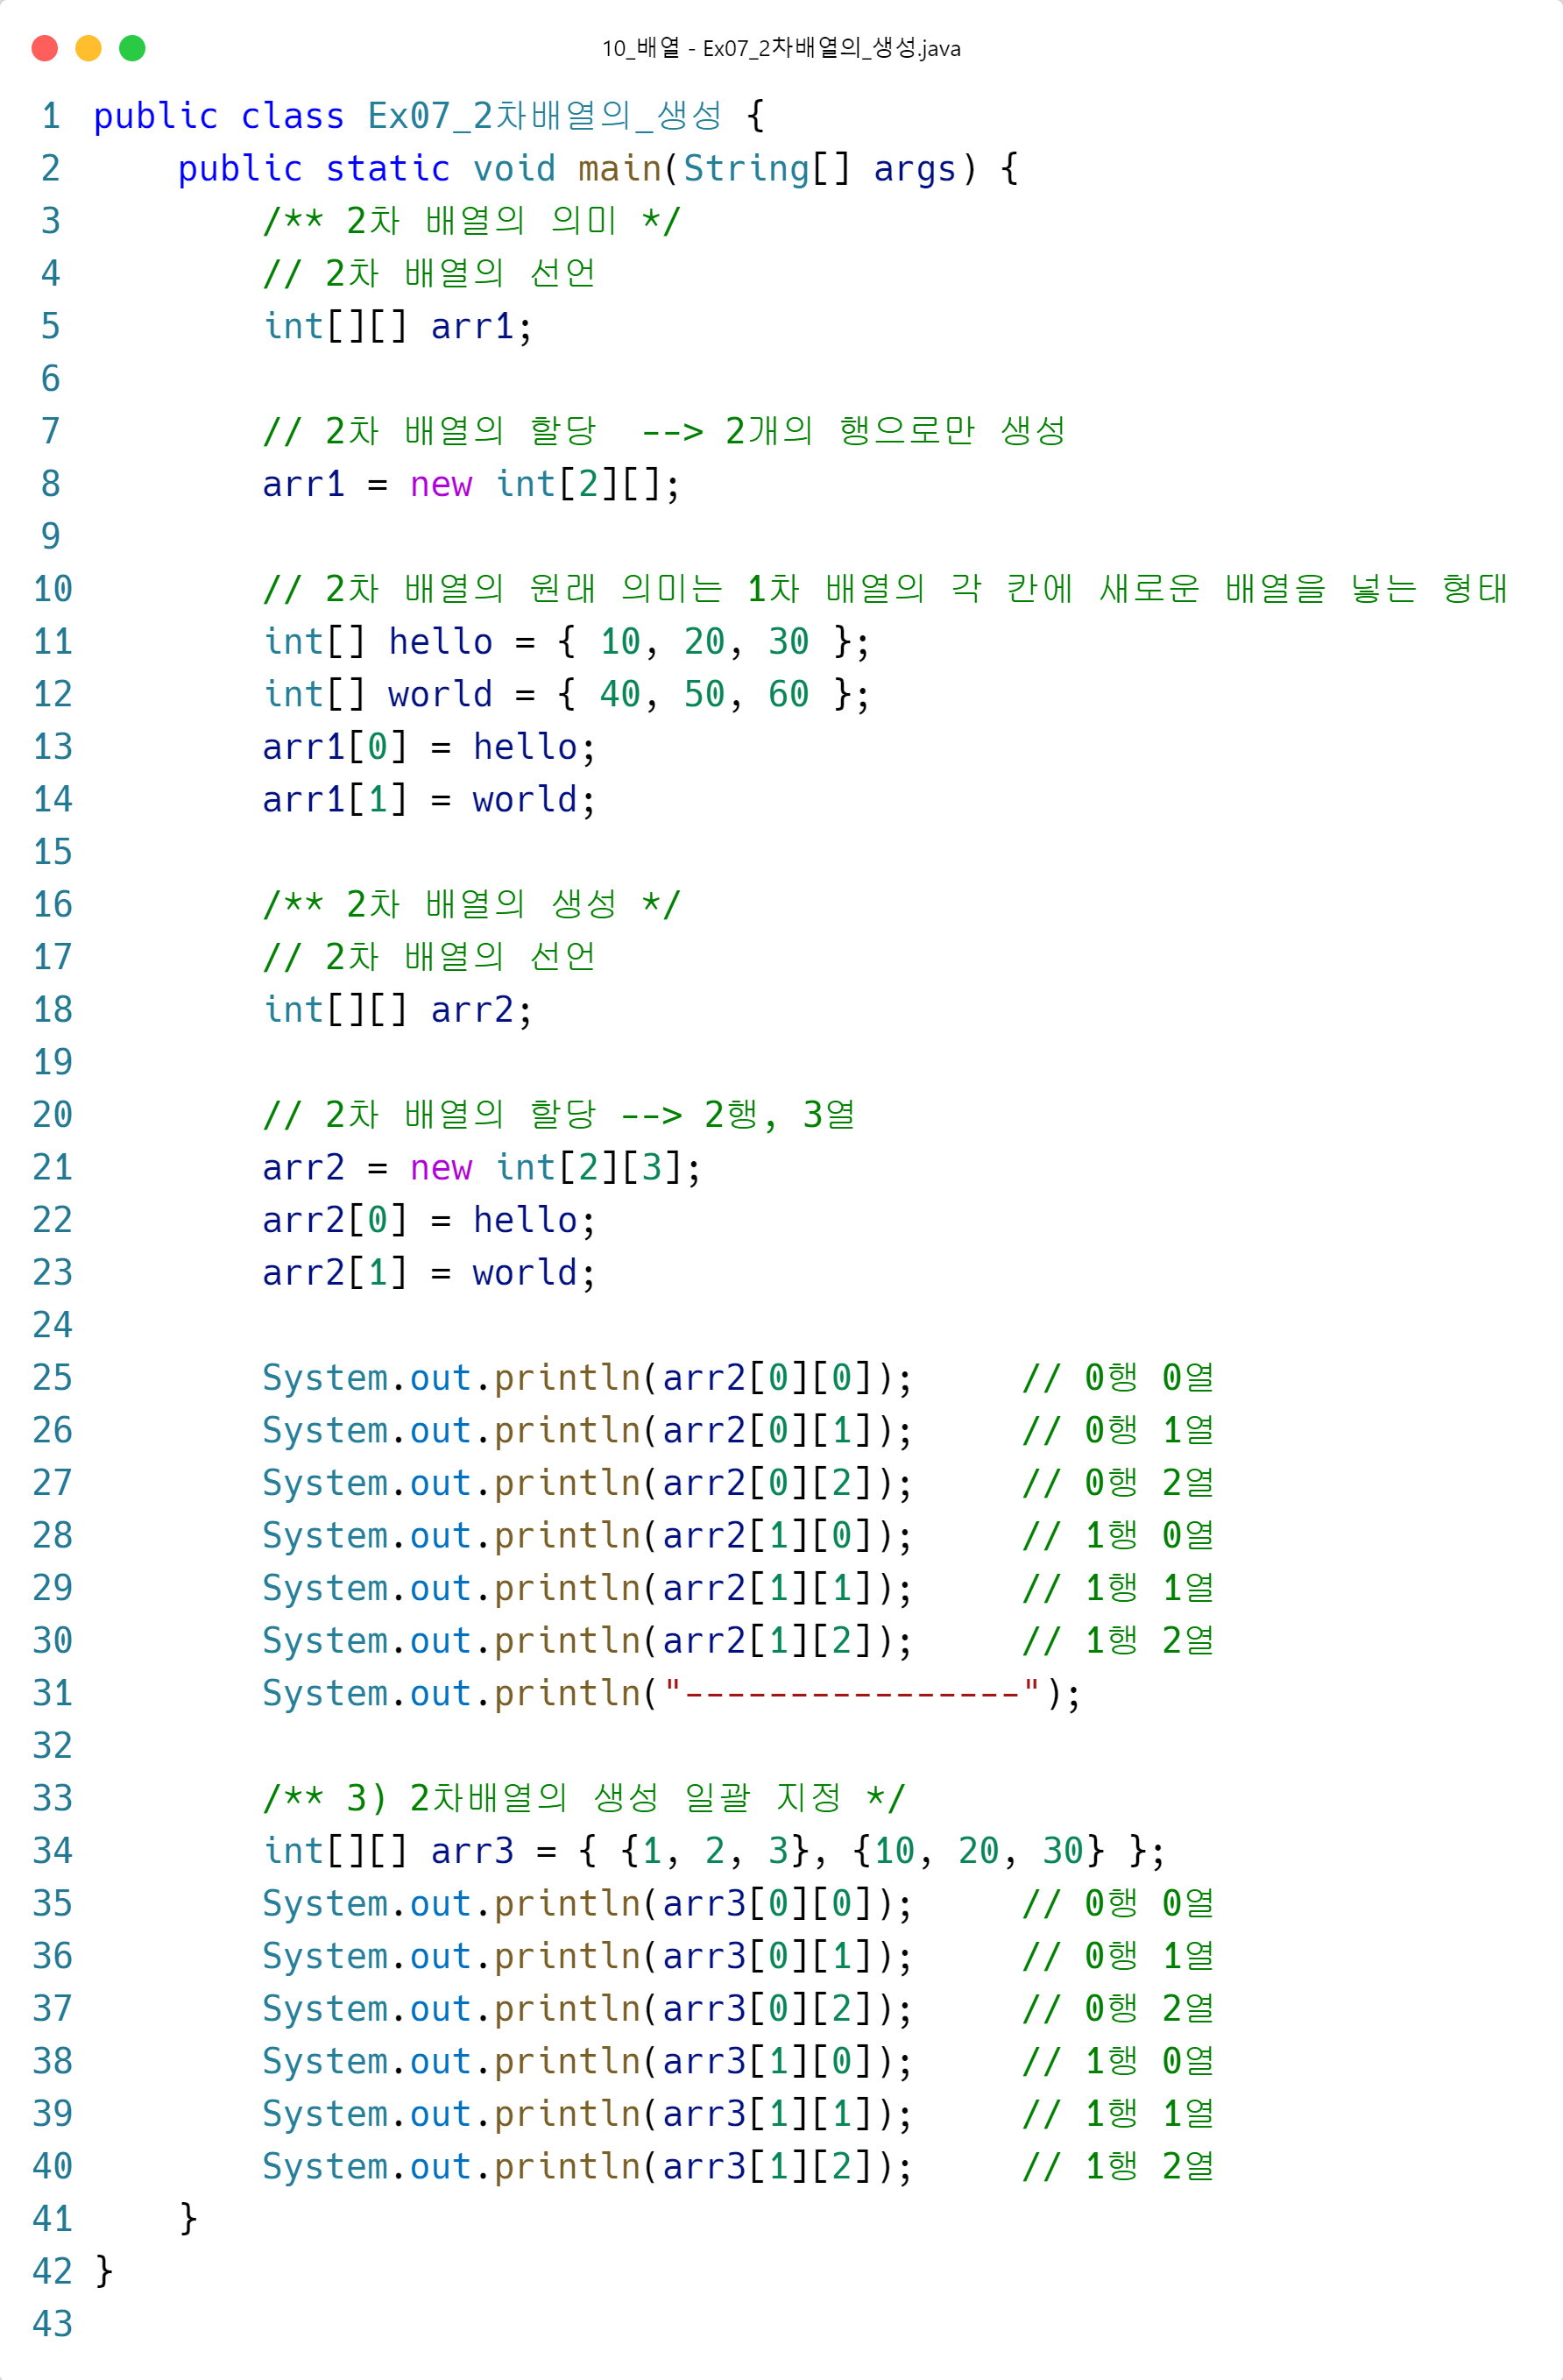 10_배열 - Ex07_2차배열의_생성.java
1 public class Ex07_2차배열의_생성 {
2     public static void main(String[] args) {
3         /** 2차 배열의 의미 */
4         // 2차 배열의 선언
5         int[][] arr1;
6
7         // 2차 배열의 할당  --> 2개의 행으로만 생성
8         arr1 = new int[2][];
9
10         // 2차 배열의 원래 의미는 1차 배열의 각 칸에 새로운 배열을 넣는 형태
11         int[] hello = { 10, 20, 30 };
12         int[] world = { 40, 50, 60 };
13         arr1[0] = hello;
14         arr1[1] = world;
15
16         /** 2차 배열의 생성 */
17         // 2차 배열의 선언
18         int[][] arr2;
19
20         // 2차 배열의 할당 --> 2행, 3열
21         arr2 = new int[2][3];
22         arr2[0] = hello;
23         arr2[1] = world;
24
25         System.out.println(arr2[0][0]);     // 0행 0열
26         System.out.println(arr2[0][1]);     // 0행 1열
27         System.out.println(arr2[0][2]);     // 0행 2열
28         System.out.println(arr2[1][0]);     // 1행 0열
29         System.out.println(arr2[1][1]);     // 1행 1열
30         System.out.println(arr2[1][2]);     // 1행 2열
31         System.out.println("----------------");
32
33         /** 3) 2차배열의 생성 일괄 지정 */
34         int[][] arr3 = { {1, 2, 3}, {10, 20, 30} };
35         System.out.println(arr3[0][0]);     // 0행 0열
36         System.out.println(arr3[0][1]);     // 0행 1열
37         System.out.println(arr3[0][2]);     // 0행 2열
38         System.out.println(arr3[1][0]);     // 1행 0열
39         System.out.println(arr3[1][1]);     // 1행 1열
40         System.out.println(arr3[1][2]);     // 1행 2열
41     }
42 }
43